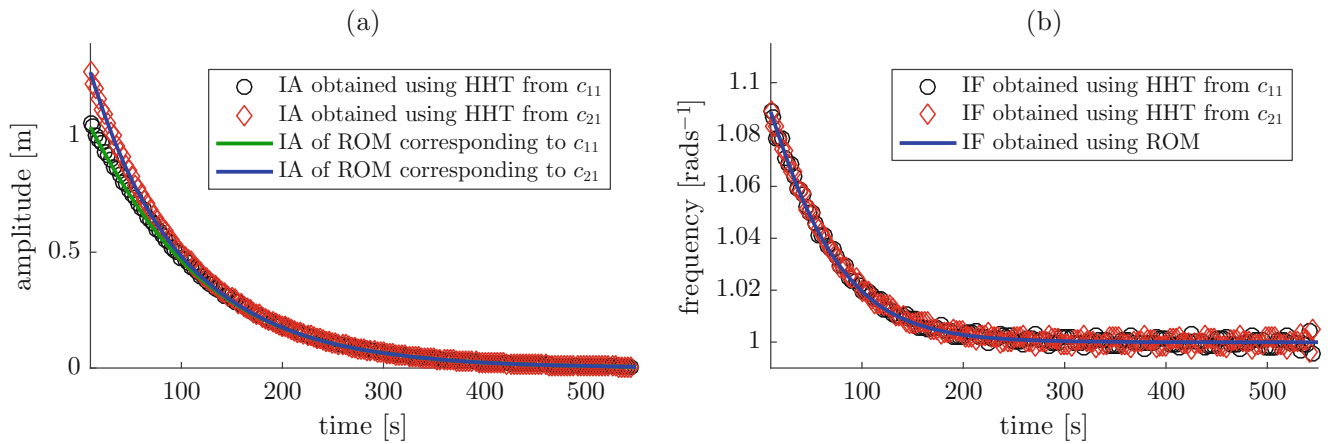 (a)
IA obtained using HHT from c₁₁
IA obtained using HHT from c₂₁
IA of ROM corresponding to c₁₁
IA of ROM corresponding to c₂₁
amplitude [m]
1
0.5
0
100 200 300 400 500
time [s]
(b)
IF obtained using HHT from c₁₁
IF obtained using HHT from c₂₁
IF obtained using ROM
frequency [rads⁻¹]
1.1
1.08
1.06
1.04
1.02
1
100 200 300 400 500
time [s]